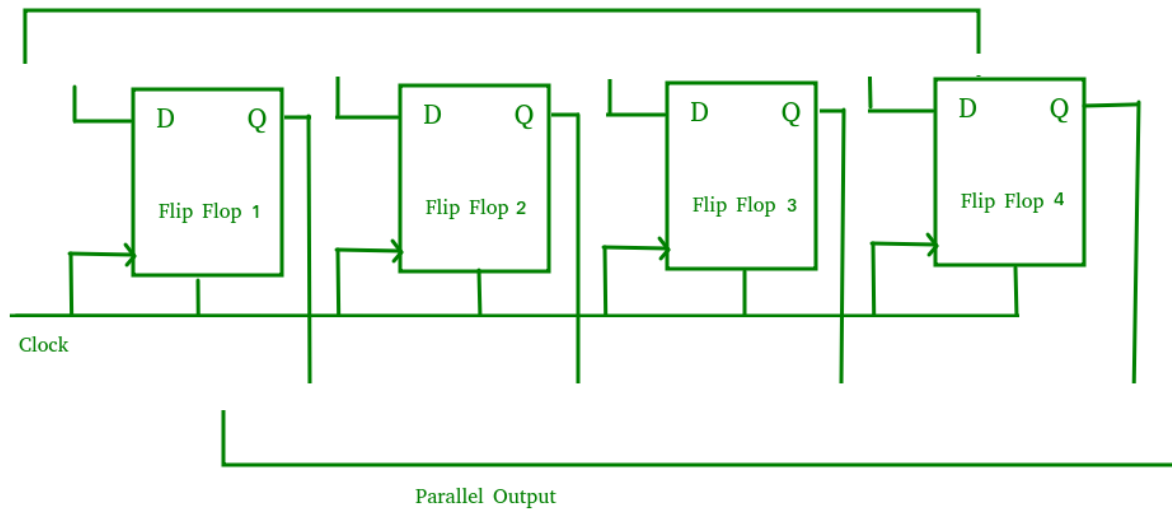 D Q D Q D Q D Q
Flip Flop 1 Flip Flop 2 Flip Flop 3 Flip Flop 4
Clock
Parallel Output